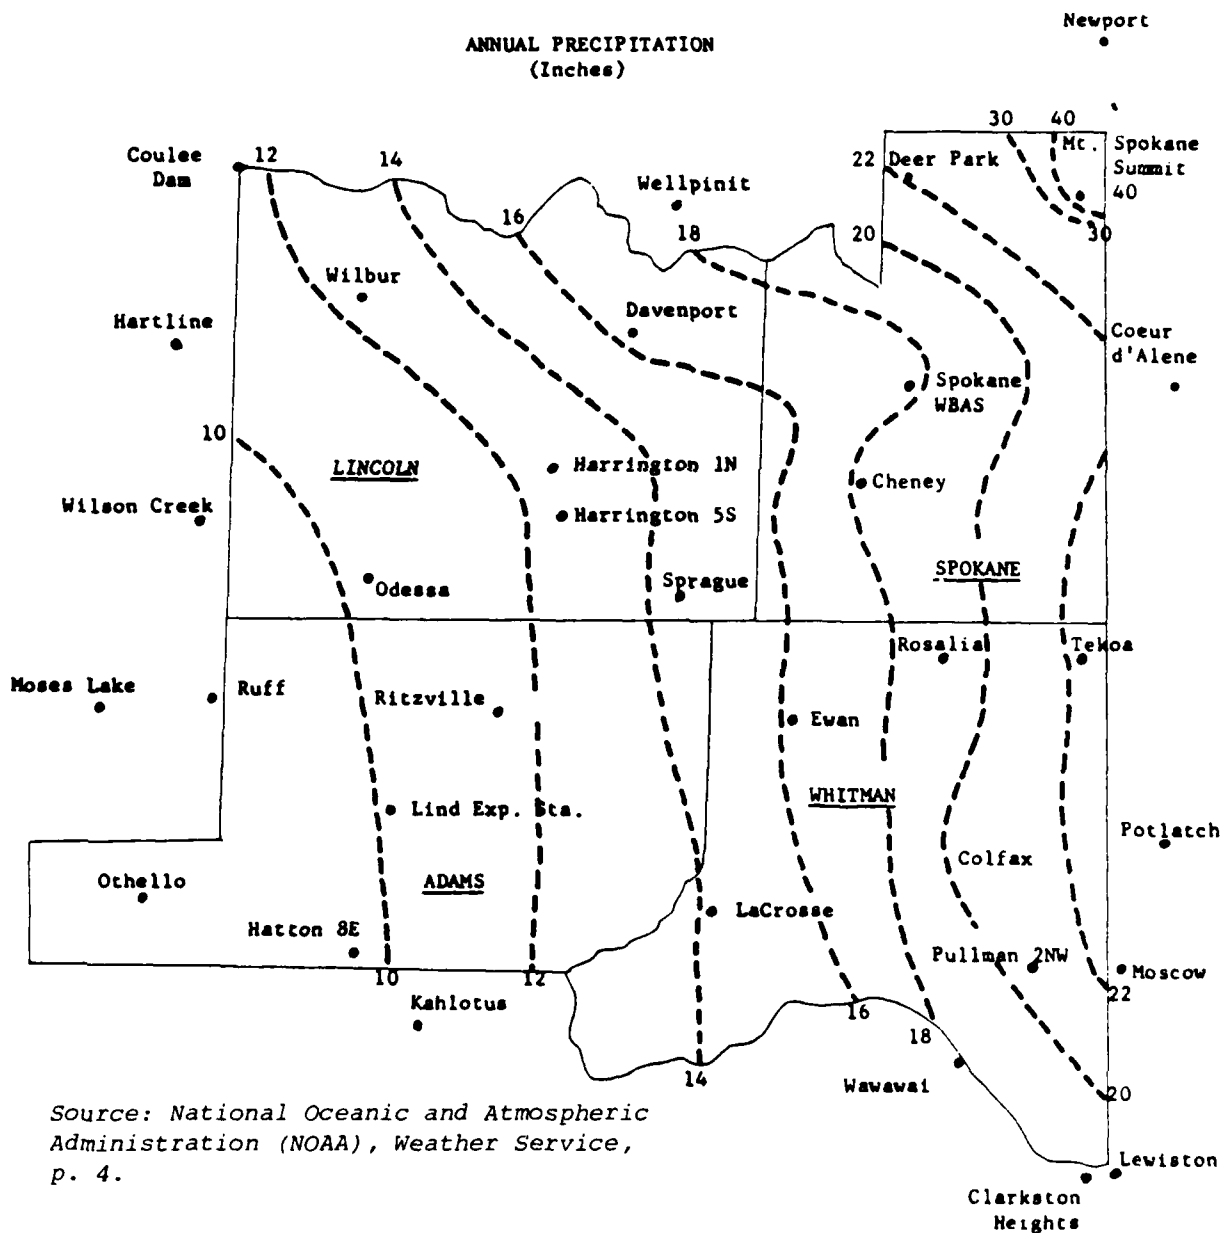 Newport
ANNUAL PRECIPITATION
(Inches)
30 40
Coulee
Dam
12
14
22
Deer Park
Mt. Spokane
Summit
40
Wellpinit
16
18
20
30
Wilbur
Hartline
Davenport
Coeur
d'Alene
Spokane
WBAS
10
LINCOLN
Harrington 1N
Cheney
Wilson Creek
Harrington 5S
SPOKANE
Odessa
Sprague
Rosalia
Tekoa
Moses Lake
Ruff
Ritzville
Ewan
WHITMAN
Lind Exp. Sta.
Potlatch
Colfax
Othello
ADAMS
LaCrosse
Hatton 8E
Pullman 2NW
Moscow
10
12
22
Kahlotus
16
18
14
Wawawai
20
Source: National Oceanic and Atmospheric
Administration (NOAA), Weather Service,
p. 4.
Lewiston
Clarkston
Heights